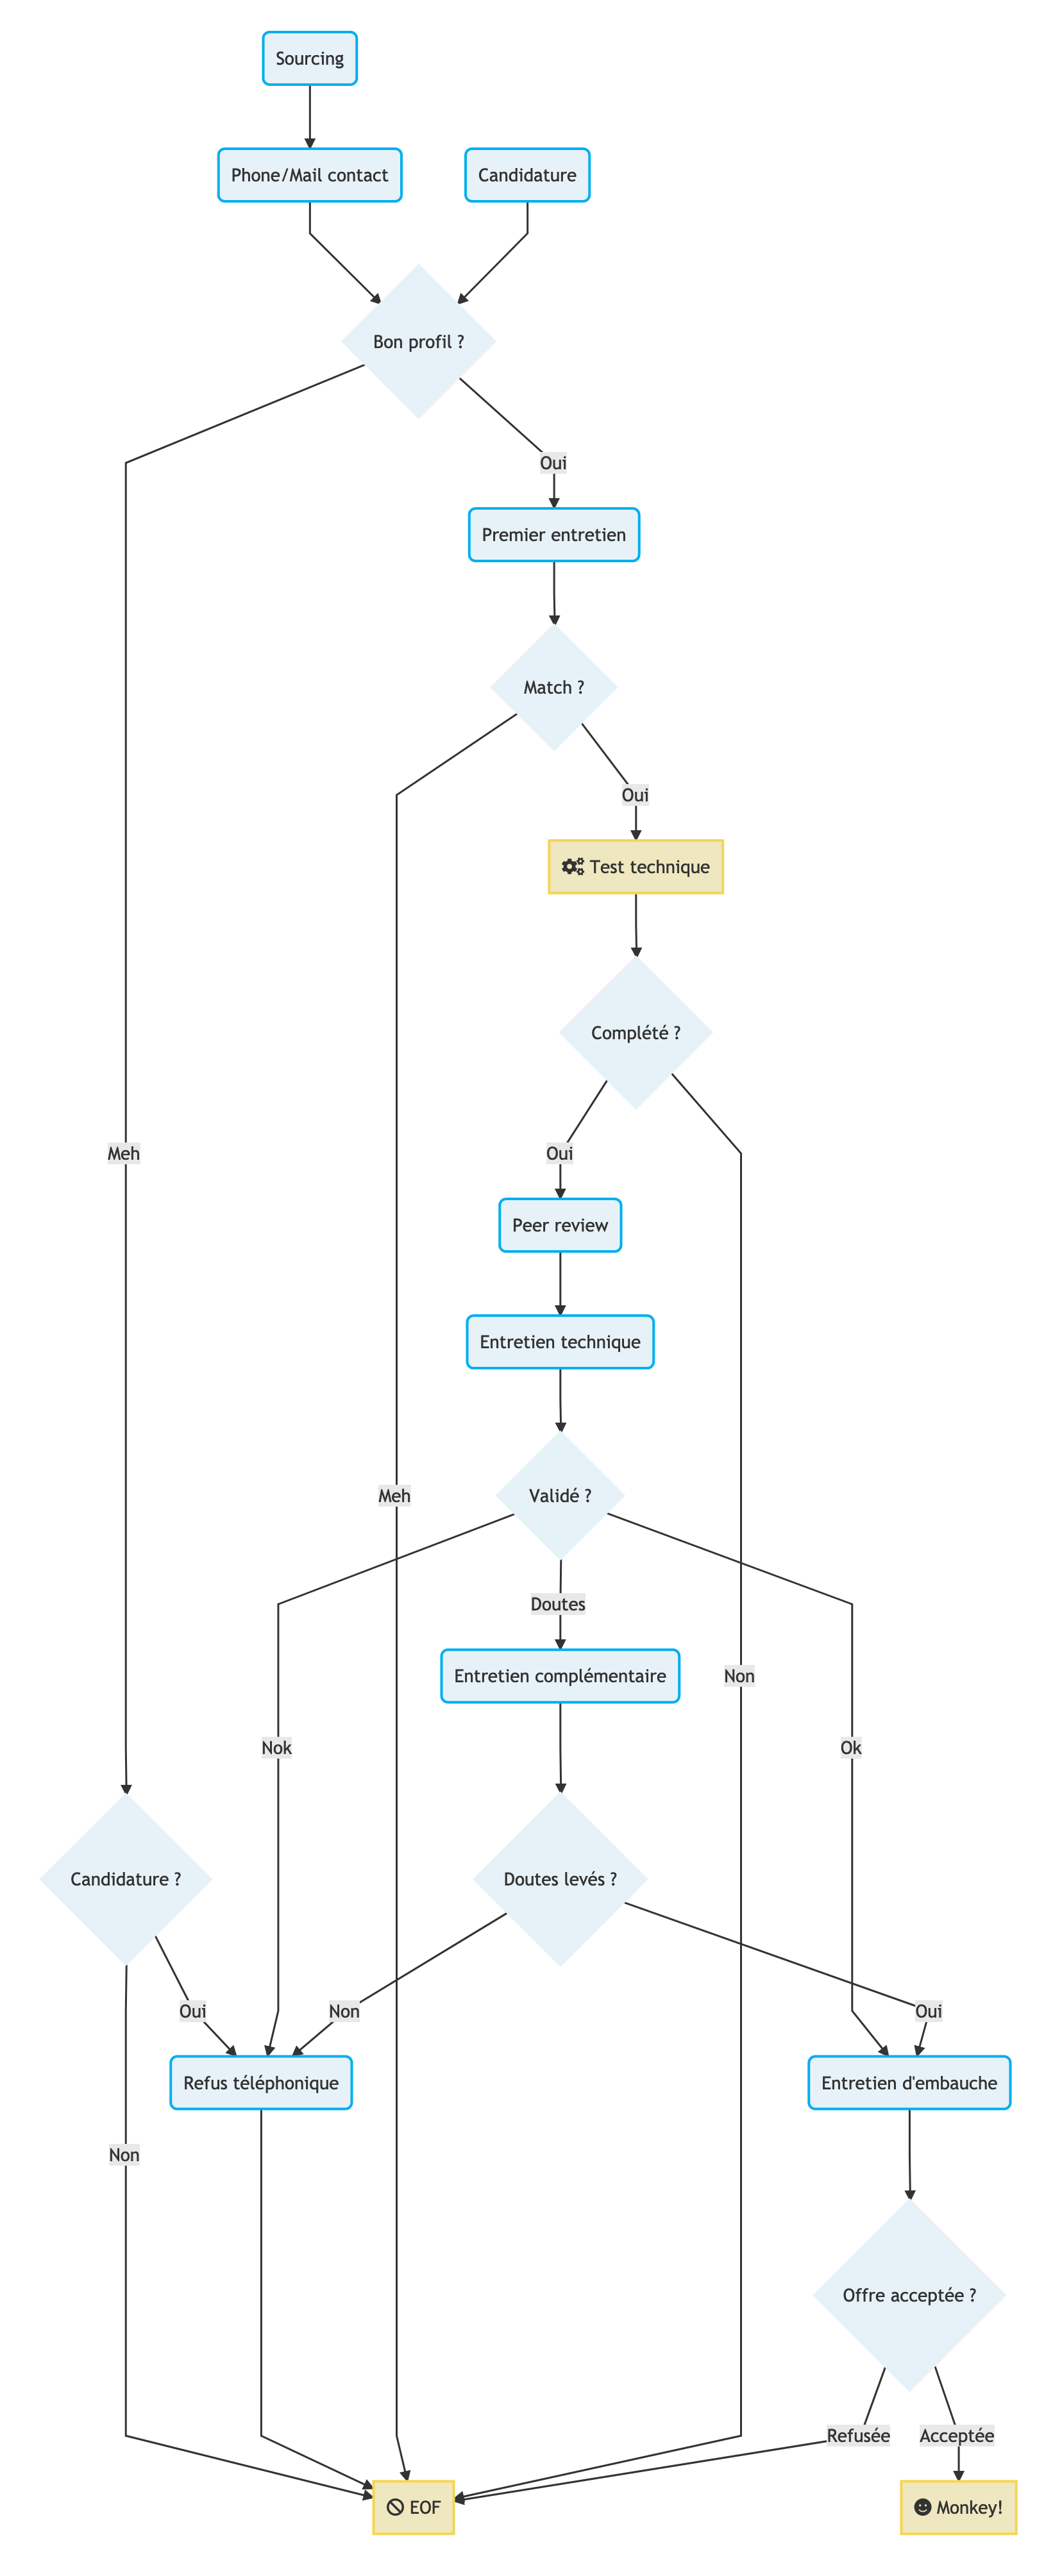 Sourcing
Phone/Mail contact
Candidature
Bon profil ?
Oui
Premier entretien
Match ?
Oui
Test technique
Complété ?
Meh
Oui
Peer review
Entretien technique
Meh
Validé ?
Doutes
Entretien complémentaire
Non
Nok
Ok
Candidature ?
Doutes levés ?
Oui
Non
Oui
Refus téléphonique
Entretien d'embauche
Non
Offre acceptée ?
Refusée
Acceptée
EOF
Monkey!